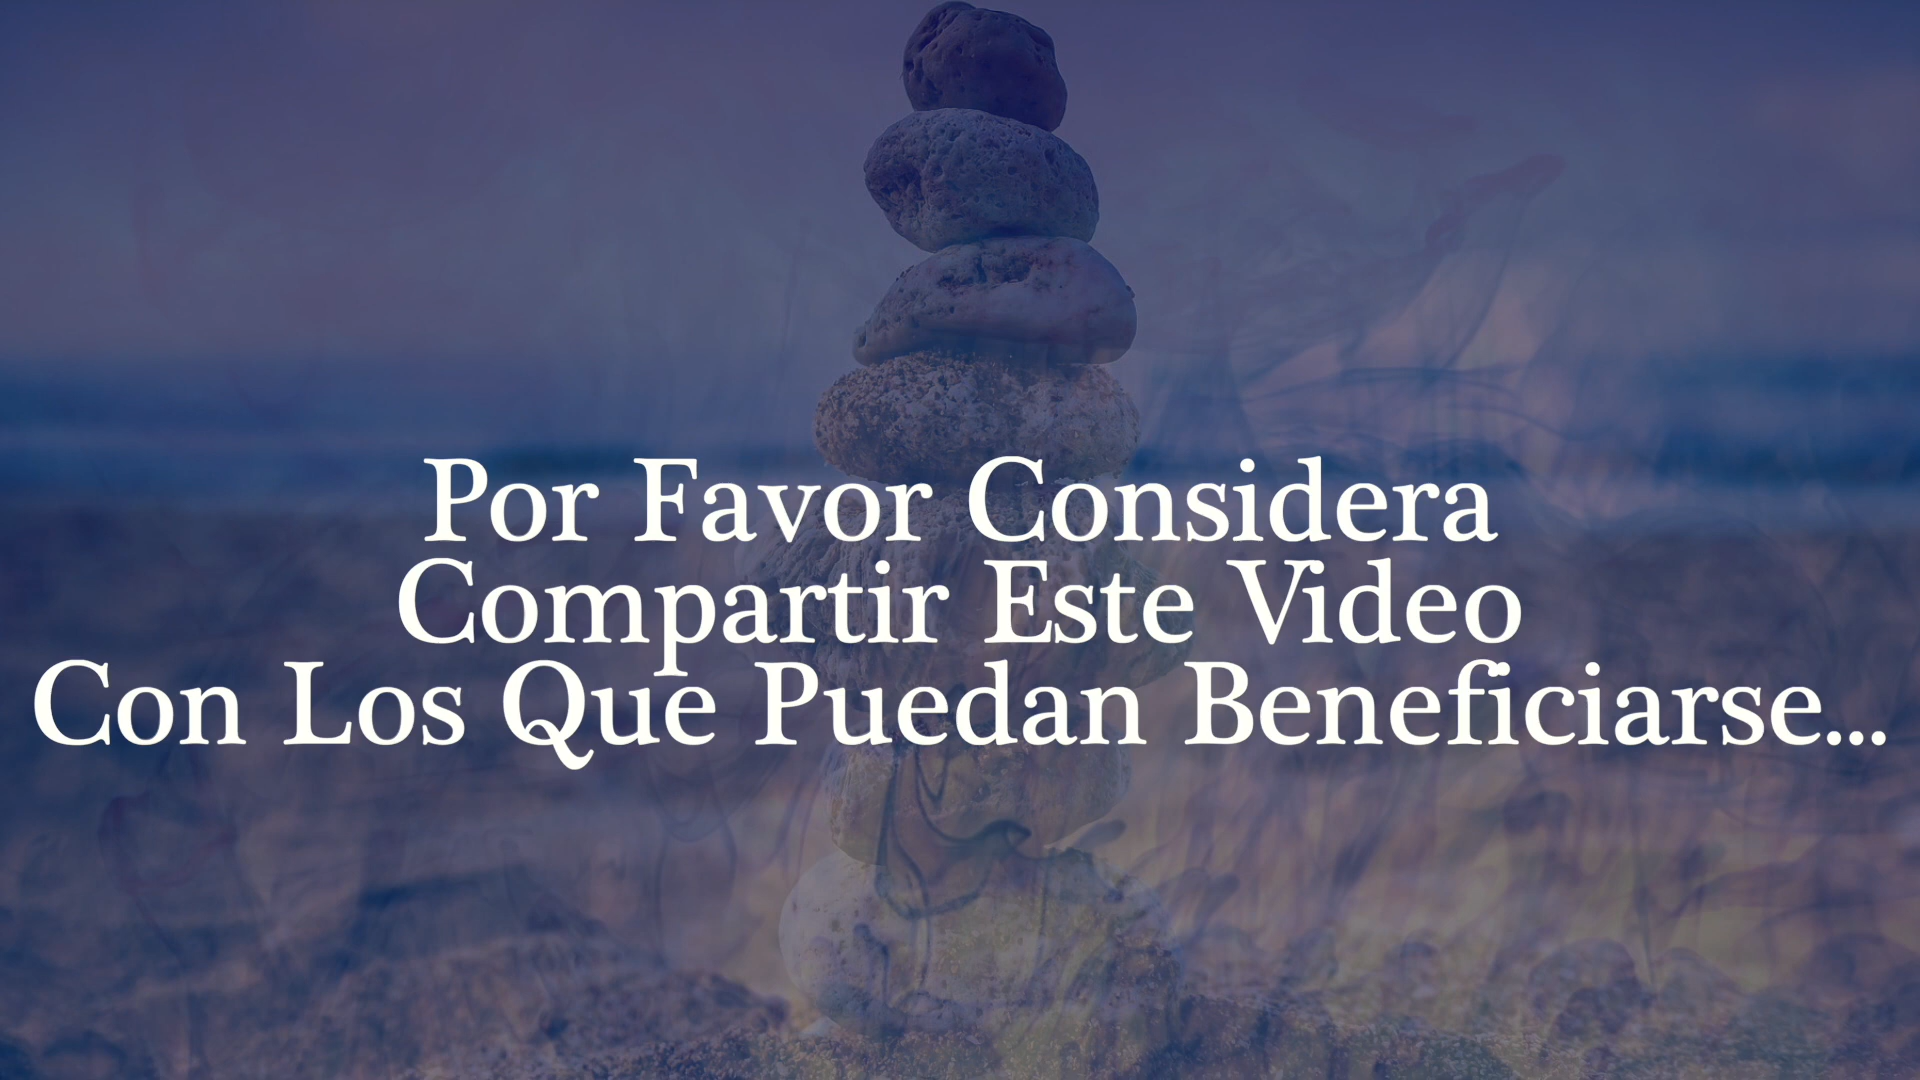 Por Favor Considera
Compartir Este Video
Con Los Que Puedan Beneficiarse...